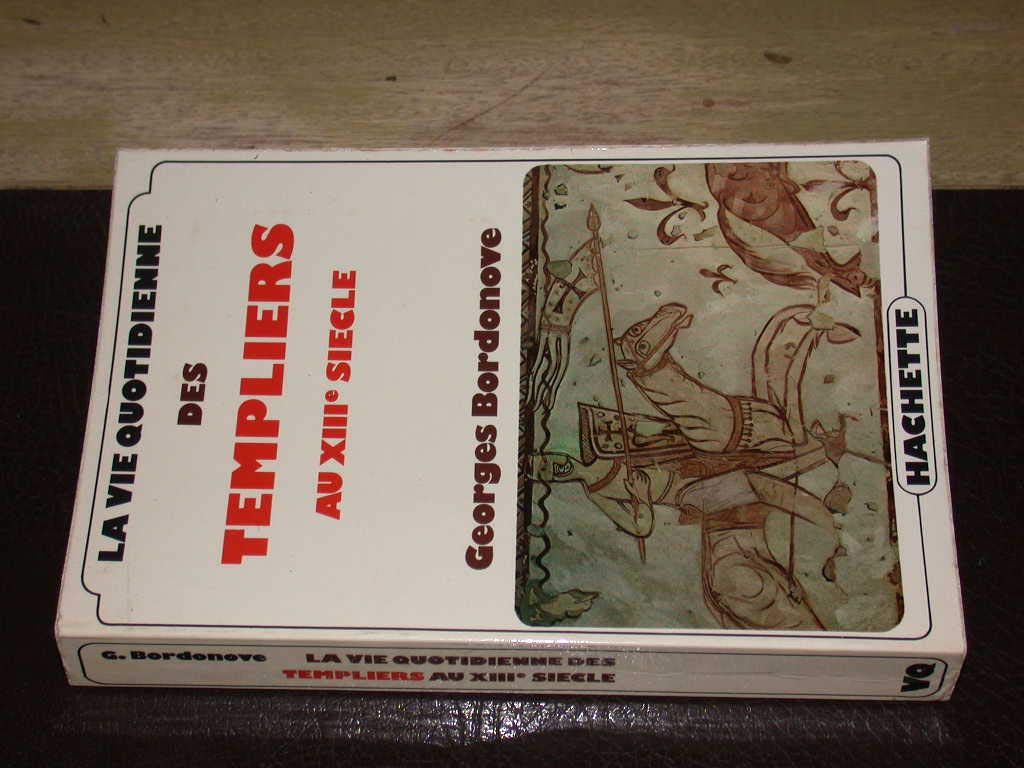 LA VIE QUOTIDIENNE
DES
TEMPLIERS
AU XIIIe SIECLE
Georges Bordonove
HACHETTE
G. Bordonove
LA VIE QUOTIDIENNE DES
TEMPLIERS AU XIIIe SIECLE
VQ